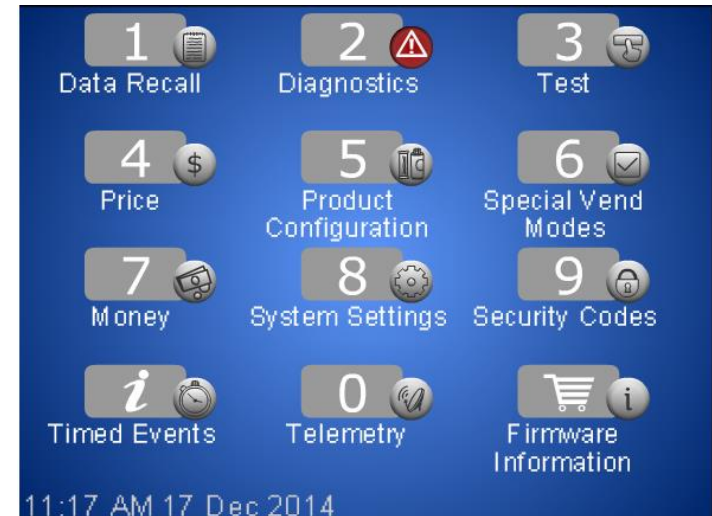 1 2 3
Data Recall Diagnostics Test
4 $ 5 6
Price Product Special Vend
Configuration Modes
7 8 9
Money System Settings Security Codes
i 0 i
Timed Events Telemetry Firmware
Information
11:17 AM 17 Dec 2014